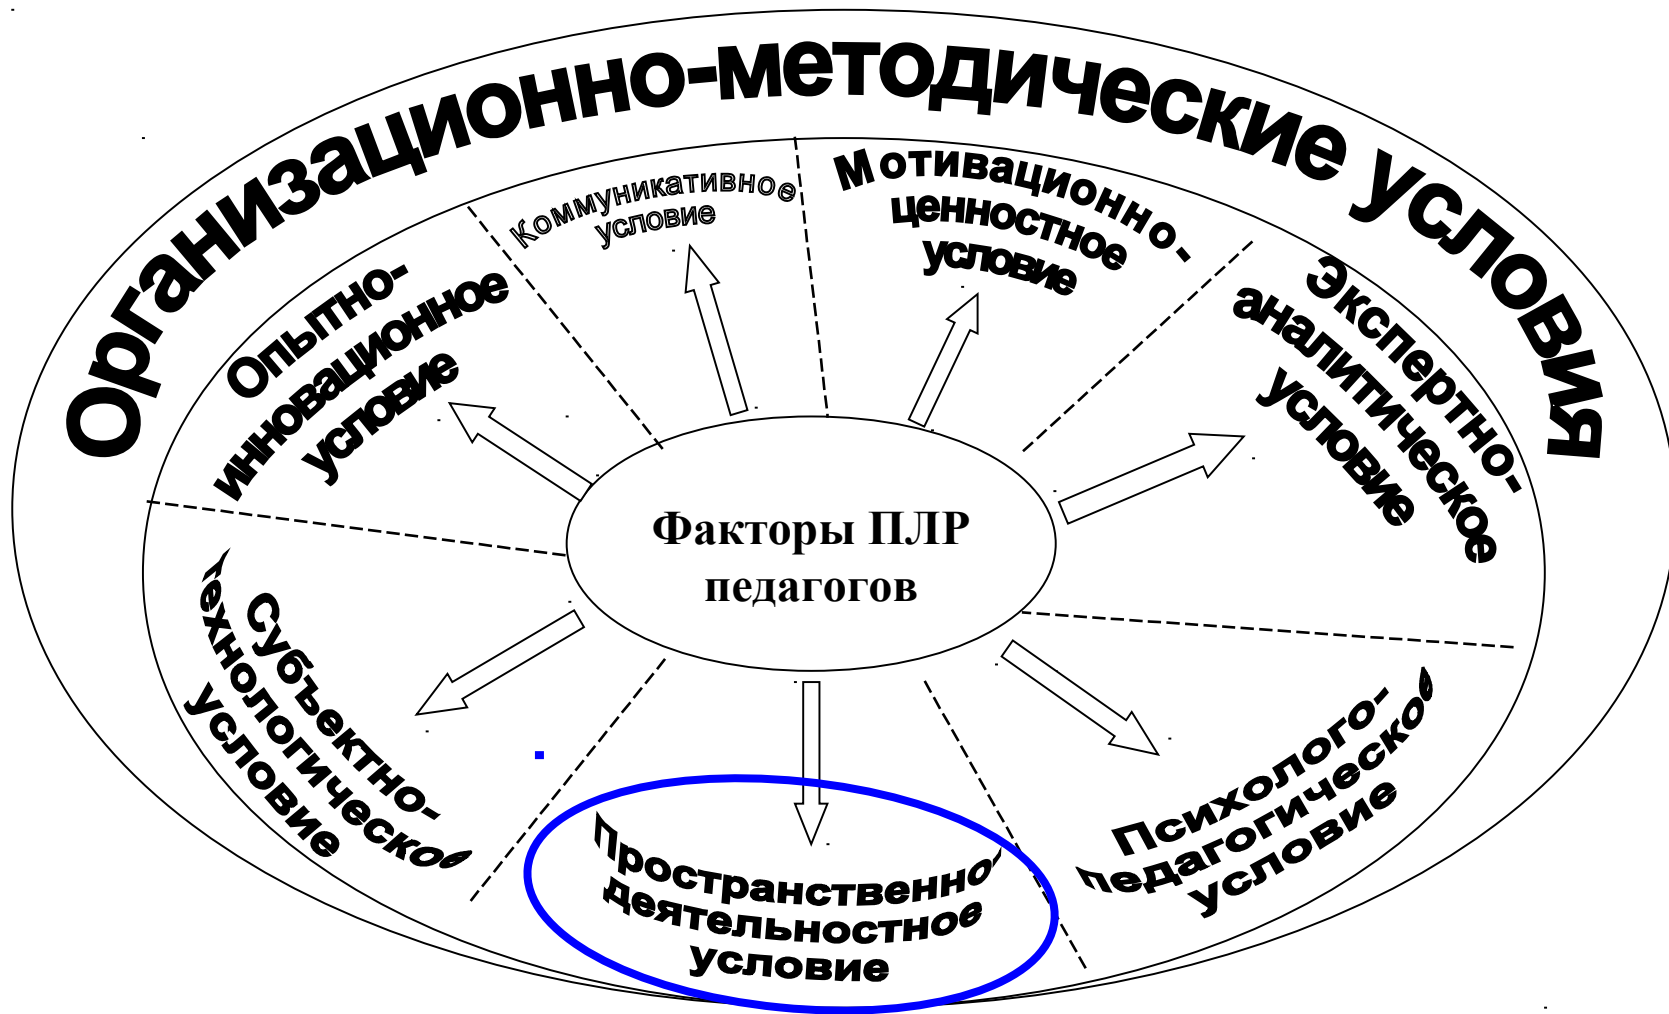 Организационно-методические условия
Коммуникативное
условие
Мотивационно-
ценностное
условие
Экспертно-
аналитическое
условие
Опытно-
инновационное
условие
Факторы ПЛР
педагогов
Субъектно-
технологическое
условие
Пространственно-
деятельностное
условие
Психолого-
педагогическое
условие